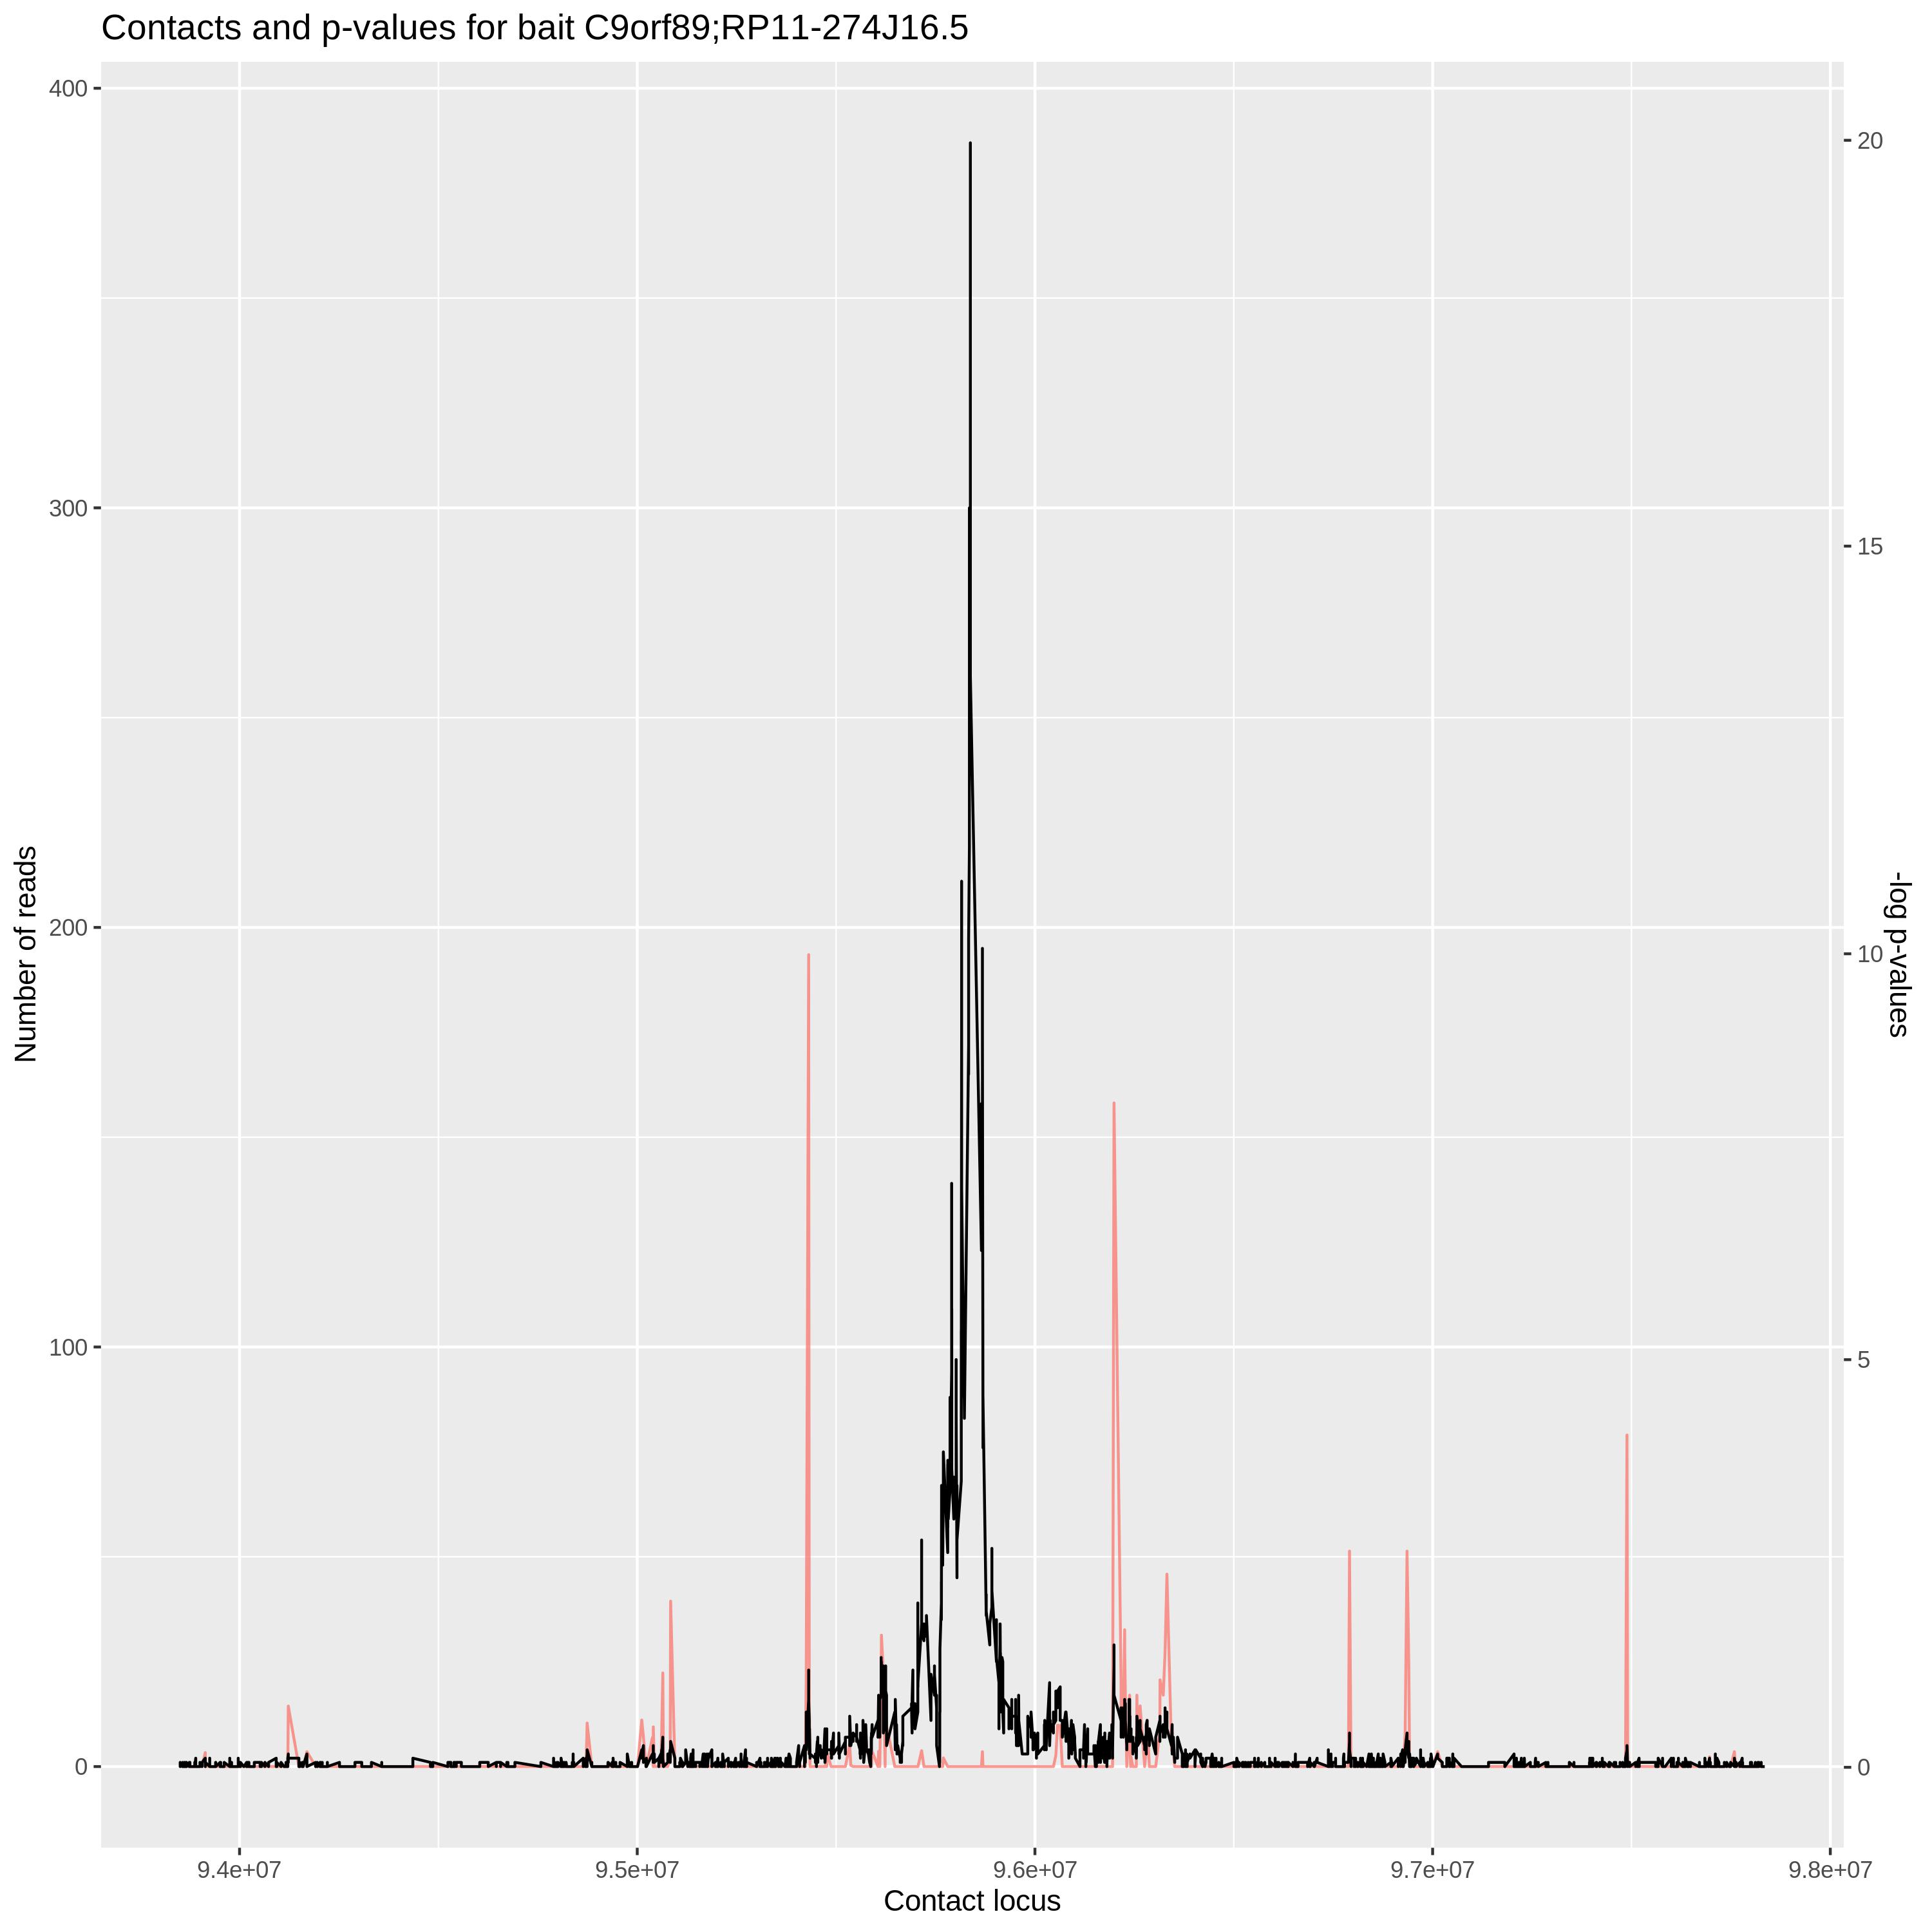 Contacts and p-values for bait C9orf89;RP11-274J16.5
400
300
200
100
0
20
15
10
5
0
Number of reads
-log p-values
9.4e+07
9.5e+07
9.6e+07
9.7e+07
9.8e+07
Contact locus